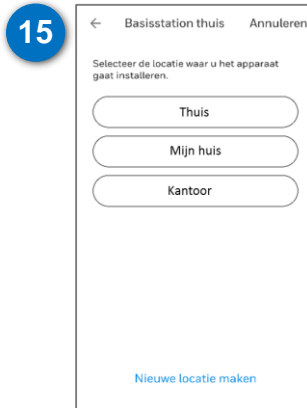 15
← Basisstation thuis Annuleren
Selecteer de locatie waar u het apparaat
gaat installeren.
Thuis
Mijn huis
Kantoor
Nieuwe locatie maken